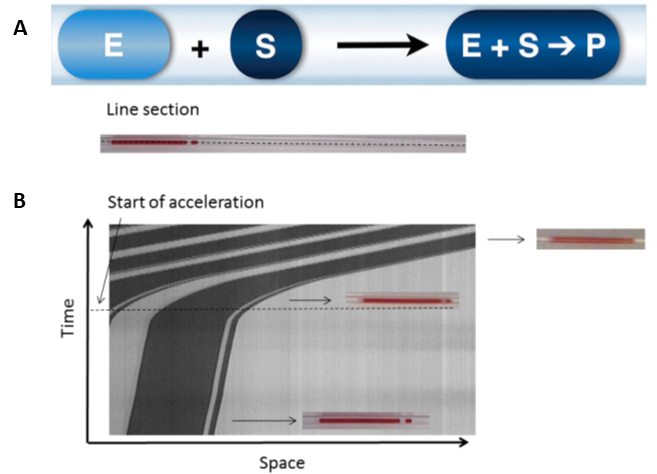 A
E + S → E + S → P
Line section
B
Start of acceleration
Time
Space